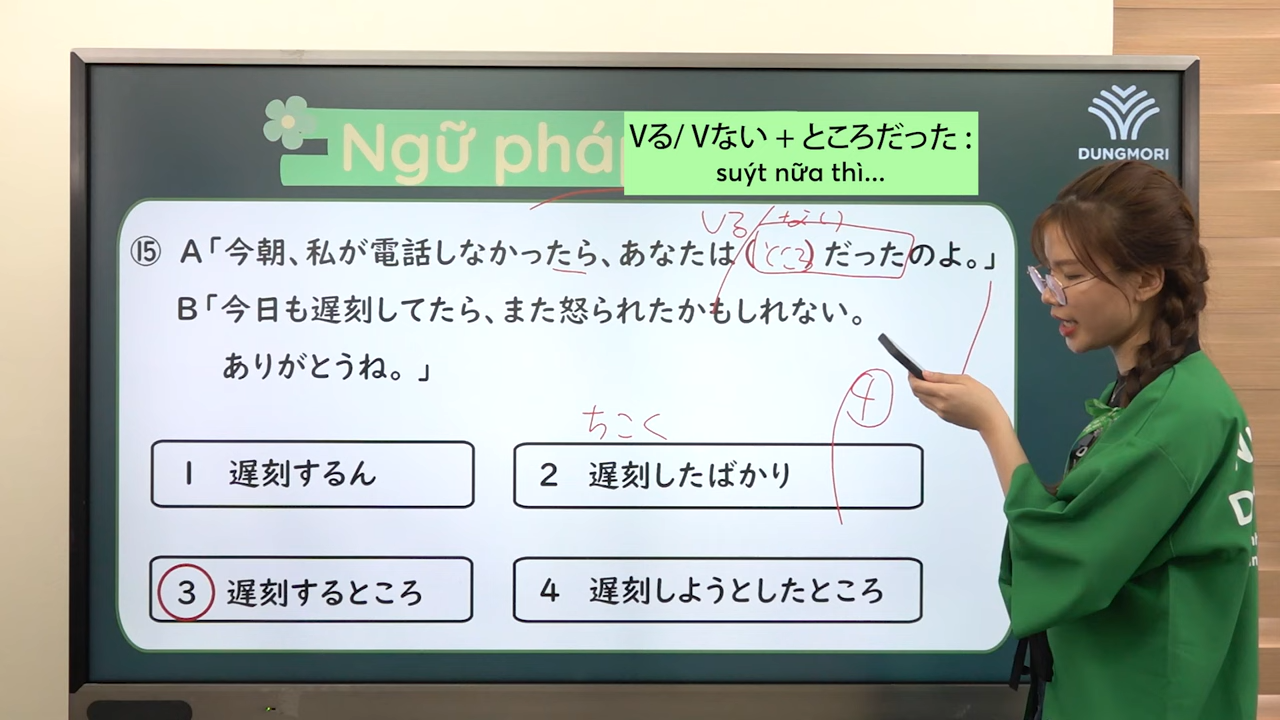 Ngữ phá
Vる/ Vない + ところだった :
suýt nữa thì...
DUNGMORI
Vる/ない
⑮ A「今朝、私が電話しなかったら、あなたは(ところ)だったのよ。」
B「今日も遅刻してたら、また怒られたかもしれない。
ありがとうね。」
④
ちこく
1 遅刻するん
2 遅刻したばかり
3 遅刻するところ
4 遅刻しようとしたところ